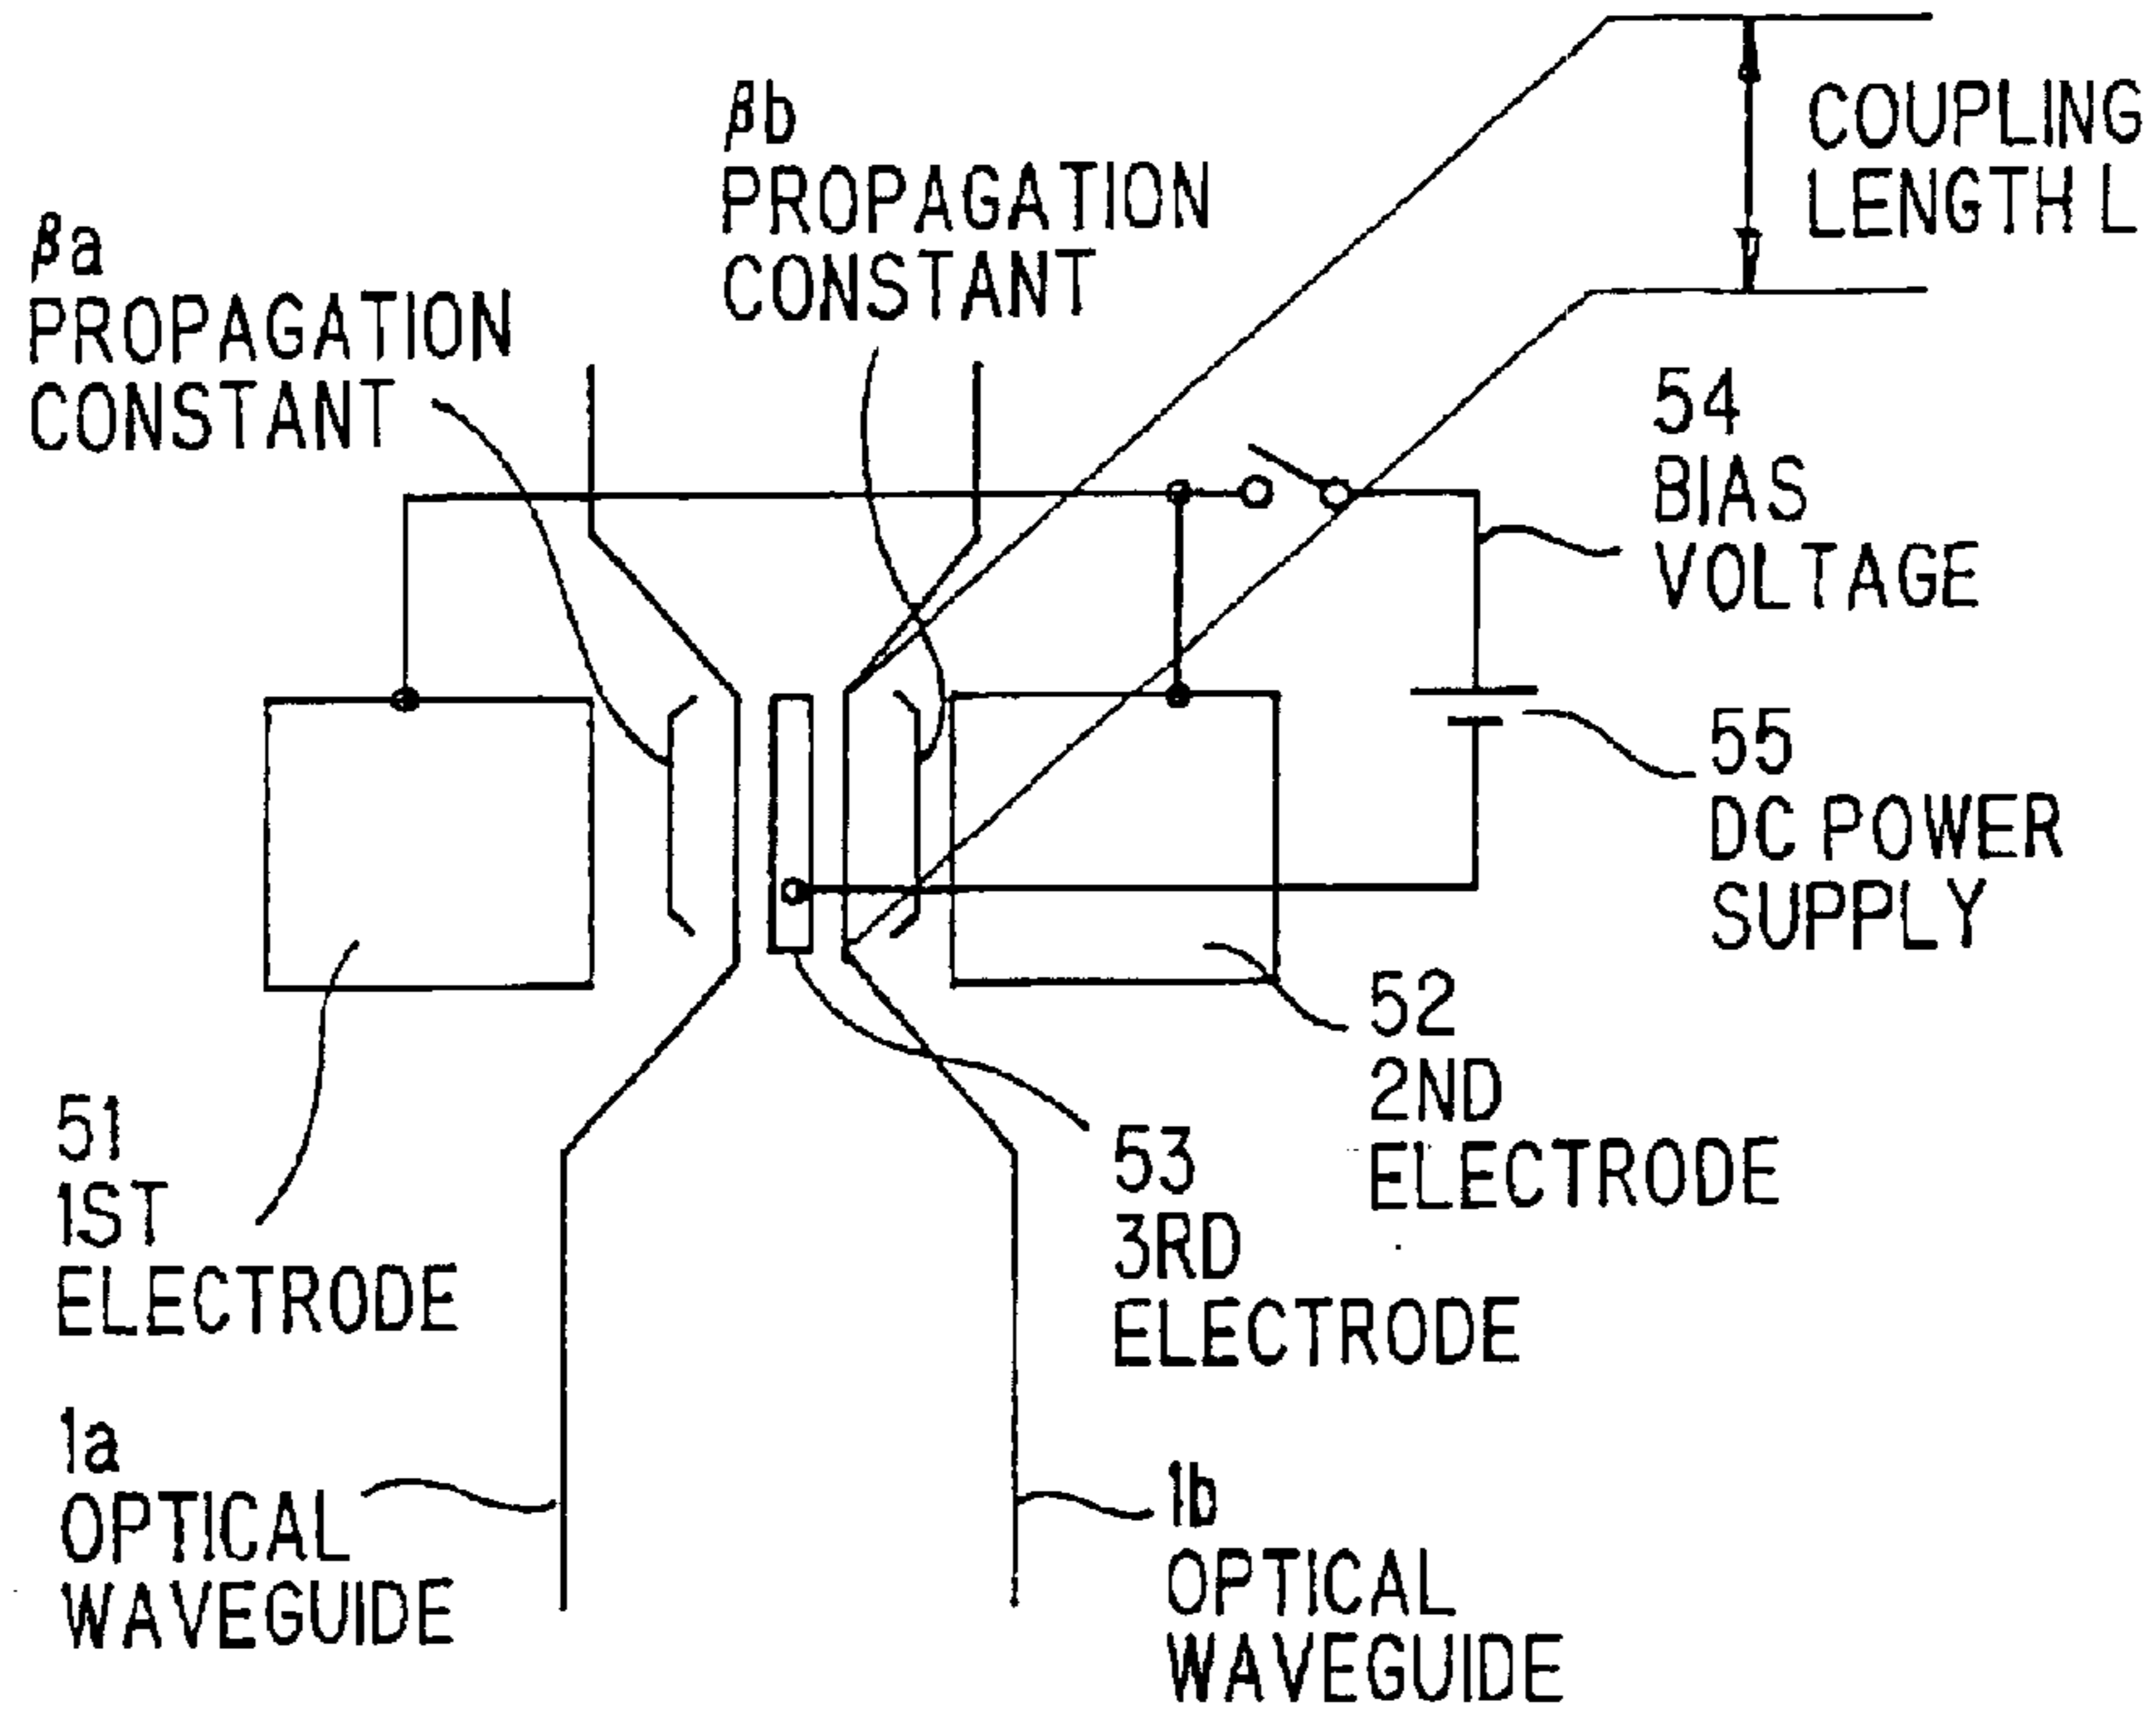 βb
PROPAGATION
CONSTANT
βa
PROPAGATION
CONSTANT
COUPLING
LENGTH L
54
BIAS
VOLTAGE
55
DC POWER
SUPPLY
52
2ND
ELECTRODE
51
1ST
ELECTRODE
53
3RD
ELECTRODE
1a
OPTICAL
WAVEGUIDE
1b
OPTICAL
WAVEGUIDE